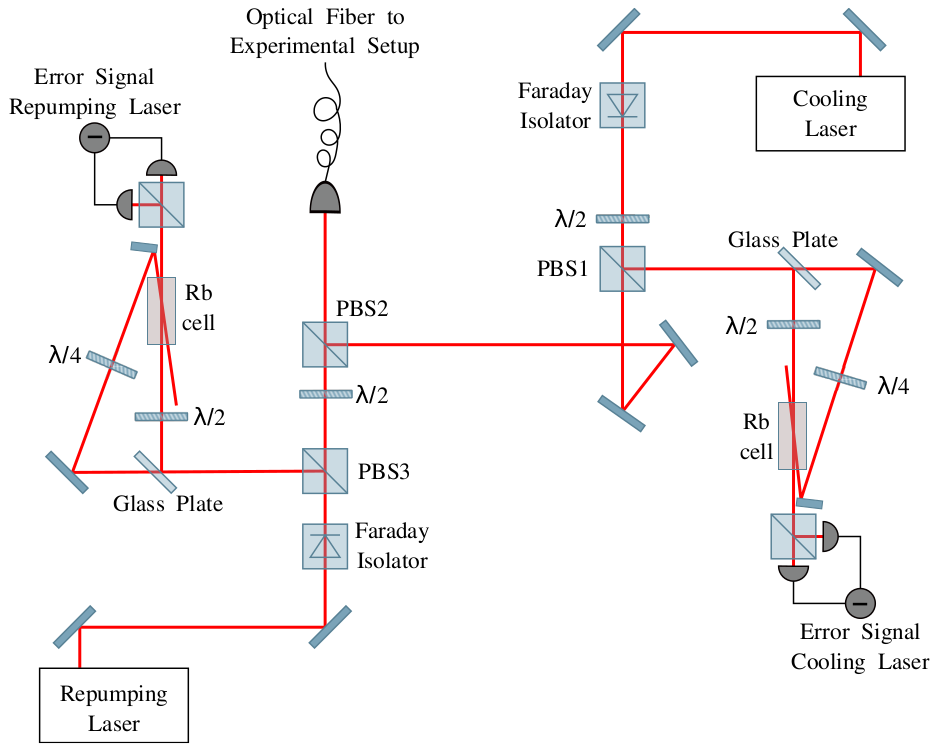 Optical Fiber to
Experimental Setup
Error Signal
Repumping Laser
Faraday
Isolator
Cooling
Laser
λ/2
PBS1
Glass Plate
Rb
cell
PBS2
λ/2
λ/4
λ/2
λ/4
λ/2
Rb
cell
PBS3
Glass Plate
Faraday
Isolator
Error Signal
Cooling Laser
Repumping
Laser